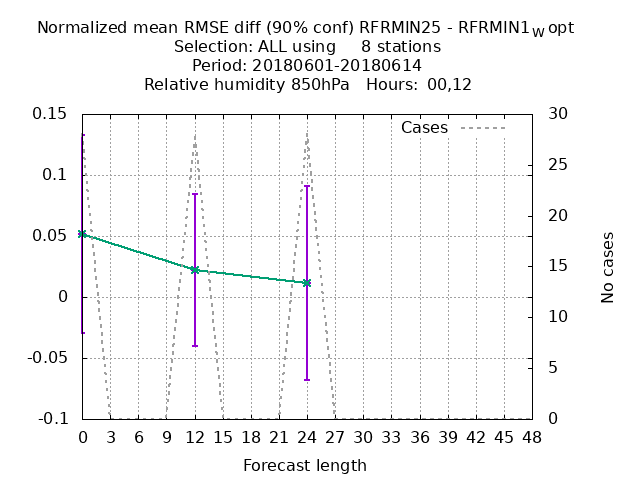 Normalized mean RMSE diff (90% conf) RFRMIN25 - RFRMIN1wopt
Selection: ALL using 8 stations
Period: 20180601-20180614
Relative humidity 850hPa Hours: 00,12
Cases
0.15
0.1
0.05
0
-0.05
-0.1
30
25
20
15
10
5
0
No cases
0 3 6 9 12 15 18 21 24 27 30 33 36 39 42 45 48
Forecast length